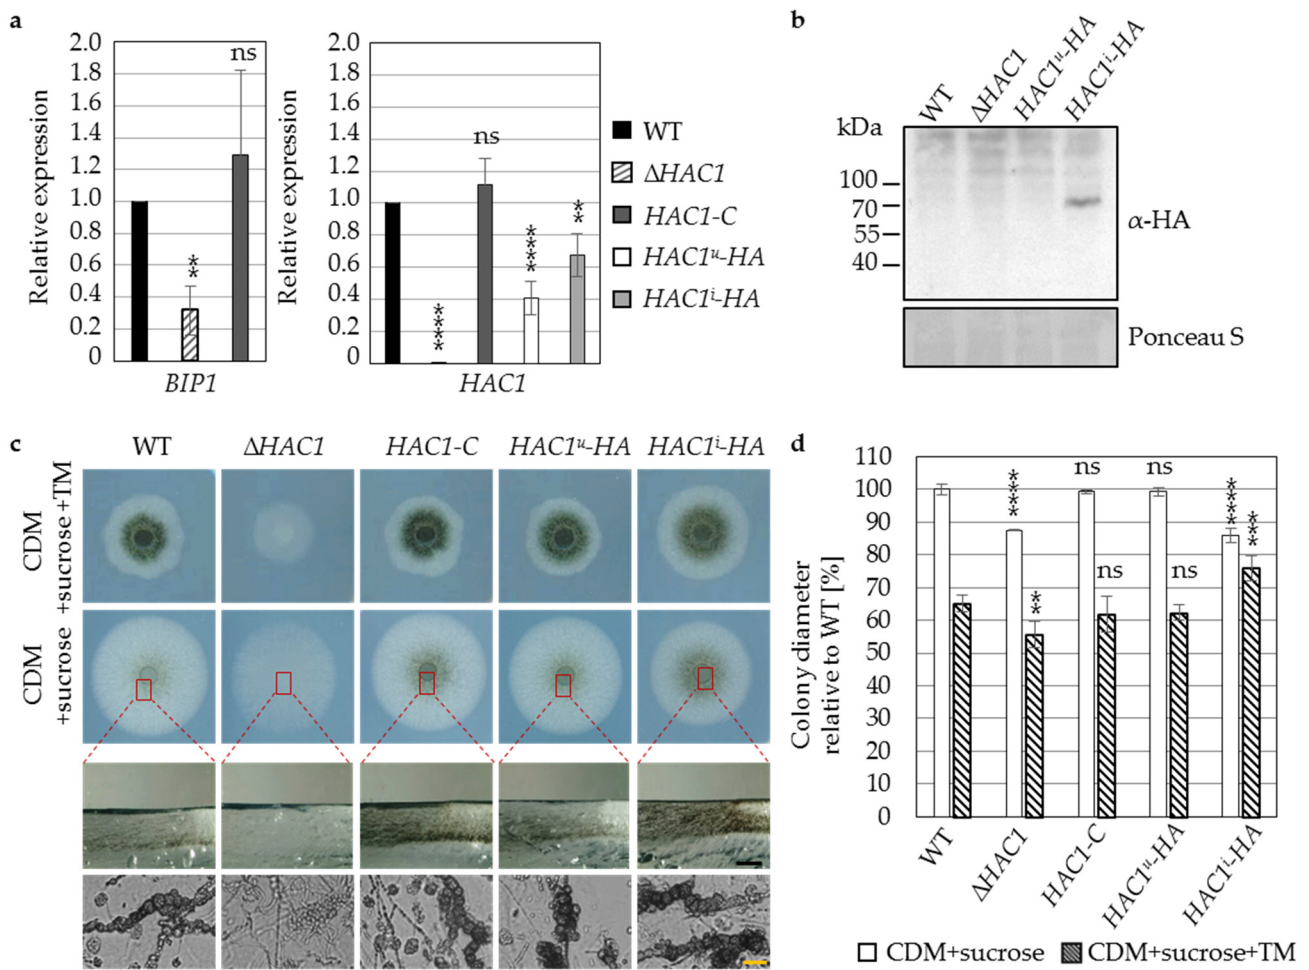 a
2.0
1.8
1.6
1.4
1.2
1.0
0.8
0.6
0.4
0.2
0
Relative expression
ns
**
BIP1
2.0
1.8
1.6
1.4
1.2
1.0
0.8
0.6
0.4
0.2
0
Relative expression
****
ns
****
**
HAC1
WT
ΔHAC1
HAC1-C
HAC1ᵘ-HA
HAC1ⁱ-HA
b
WT
ΔHAC1
HAC1ᵘ-HA
HAC1ⁱ-HA
kDa
100
70
55
40
α-HA
Ponceau S
c
WT
ΔHAC1
HAC1-C
HAC1ᵘ-HA
HAC1ⁱ-HA
CDM
+sucrose+TM
CDM
+sucrose
d
110
100
90
80
70
60
50
40
30
20
10
0
Colony diameter
relative to WT [%]
****
**
ns
ns
ns
ns
****
***
WT
ΔHAC1
HAC1-C
HAC1ᵘ-HA
HAC1ⁱ-HA
CDM+sucrose
CDM+sucrose+TM